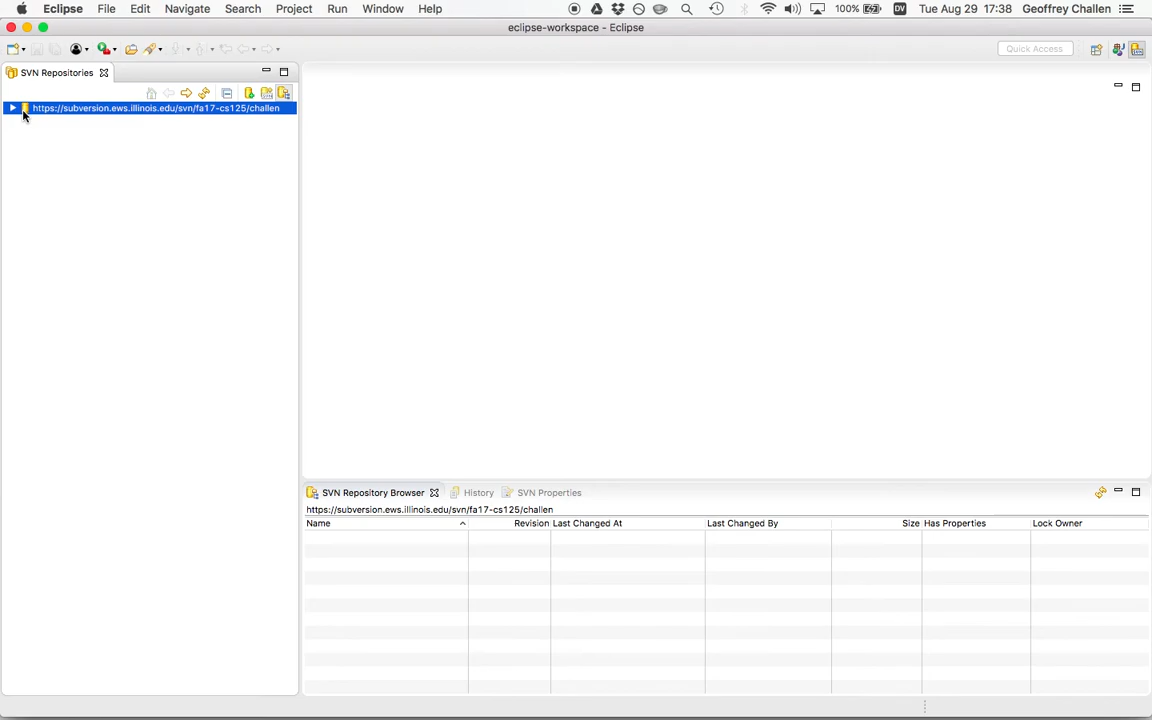 Eclipse File Edit Navigate Search Project Run Window Help 100% DV Tue Aug 29 17:38 Geoffrey Challen
eclipse-workspace - Eclipse
Quick Access
SVN Repositories
https://subversion.ews.illinois.edu/svn/fa17-cs125/challen
SVN Repository Browser History SVN Properties
https://subversion.ews.illinois.edu/svn/fa17-cs125/challen
Name Revision Last Changed At Last Changed By Size Has Properties Lock Owner